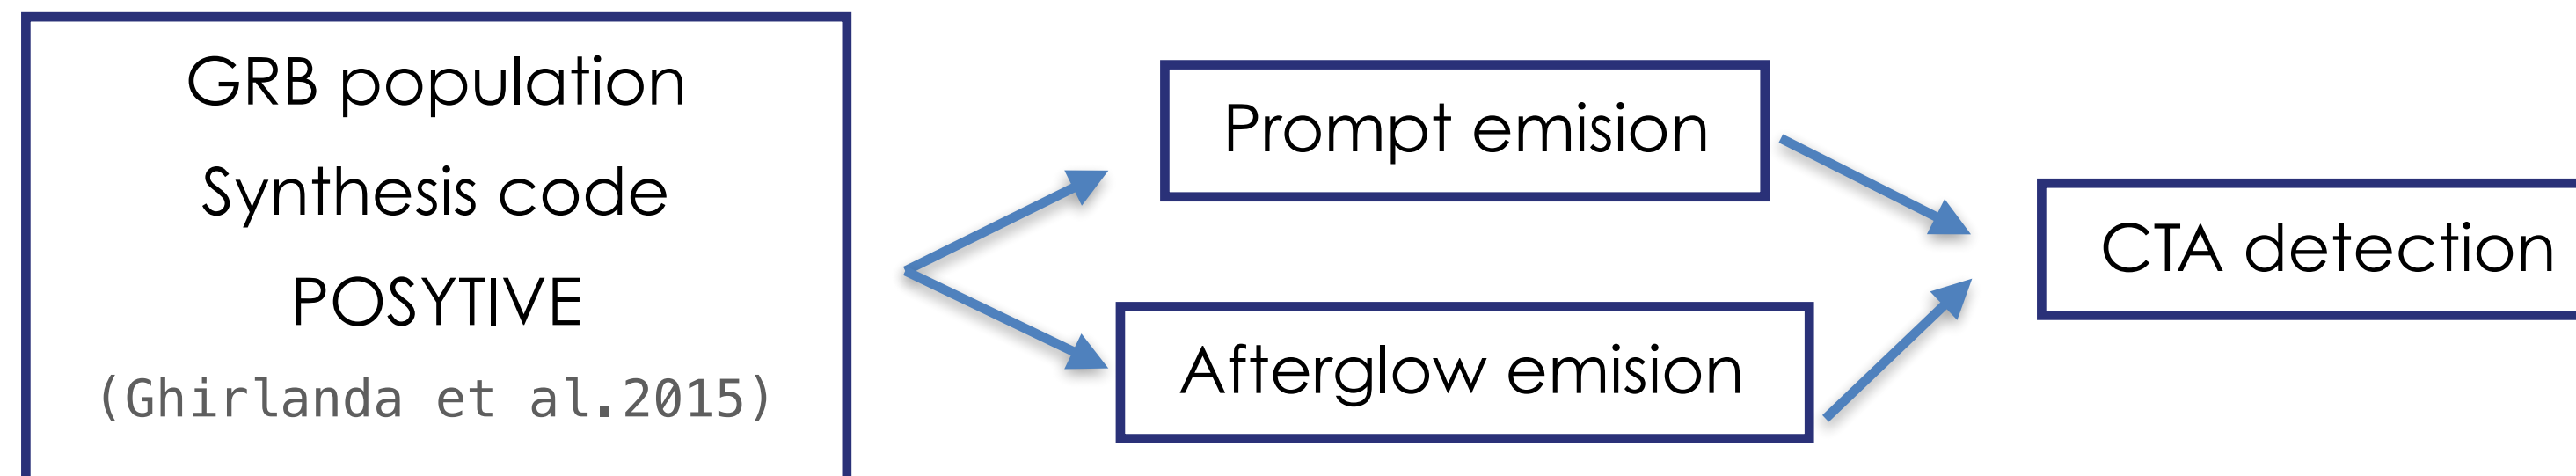 GRB population
Synthesis code
POSYTIVE
(Ghirlanda et al.2015)
Prompt emision
Afterglow emision
CTA detection